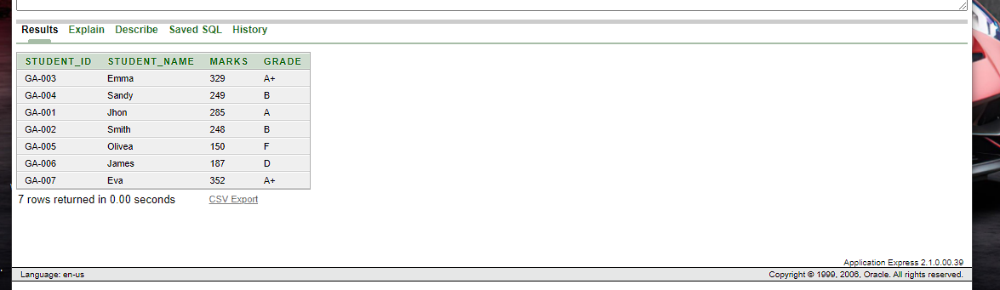 Results Explain Describe Saved SQL History
STUDENT_ID STUDENT_NAME MARKS GRADE
GA-003 Emma 329 A+
GA-004 Sandy 249 B
GA-001 Jhon 285 A
GA-002 Smith 248 B
GA-005 Olivea 150 F
GA-006 James 187 D
GA-007 Eva 352 A+
7 rows returned in 0.00 seconds CSV Export
Application Express 2.1.0.00.39
Language: en-us Copyright © 1999, 2006, Oracle. All rights reserved.